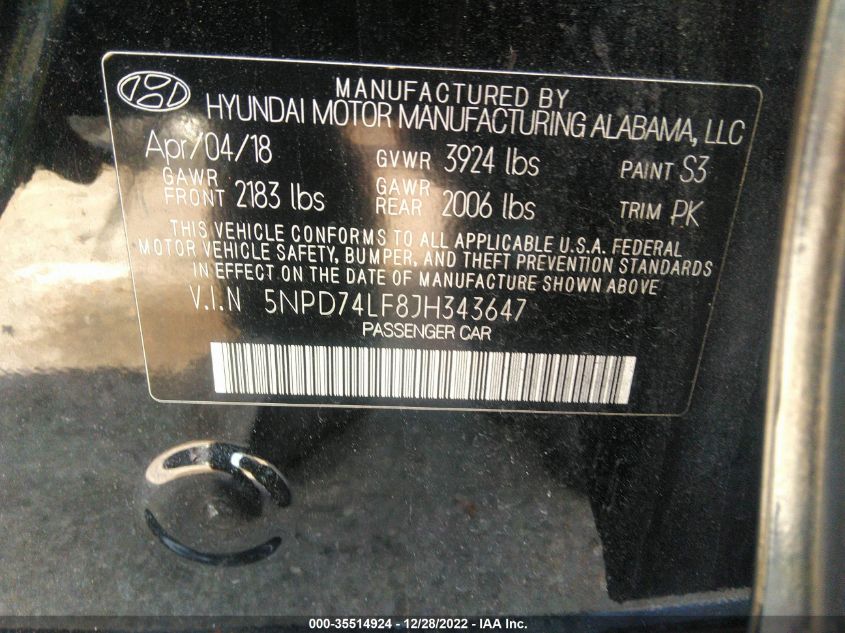 MANUFACTURED BY
HYUNDAI MOTOR MANUFACTURING ALABAMA, LLC
Apr/04/18 GVWR 3924 lbs PAINT S3
GAWR FRONT 2183 lbs GAWR REAR 2006 lbs TRIM PK
THIS VEHICLE CONFORMS TO ALL APPLICABLE U.S.A. FEDERAL
MOTOR VEHICLE SAFETY, BUMPER, AND THEFT PREVENTION STANDARDS
IN EFFECT ON THE DATE OF MANUFACTURE SHOWN ABOVE
V.I.N 5NPD74LF8JH343647
PASSENGER CAR
000-35514924 - 12/28/2022 - IAA Inc.